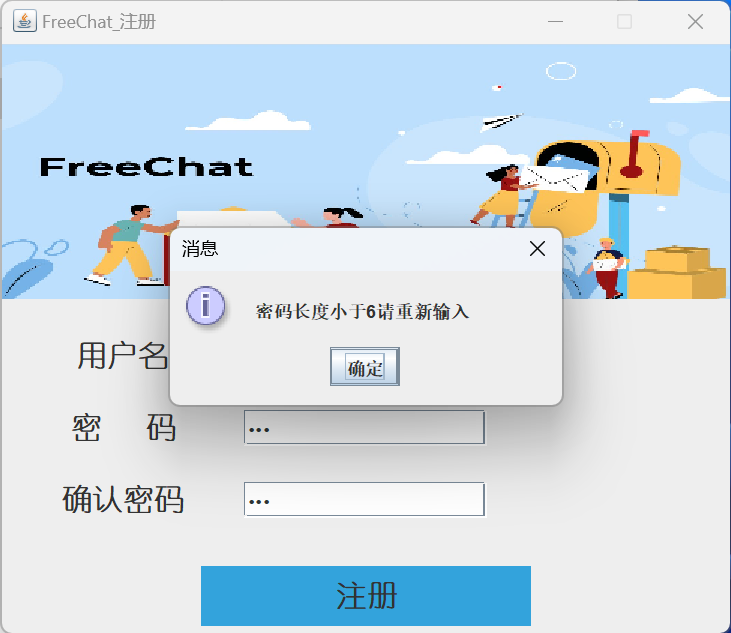 FreeChat_注册
FreeChat
消息
密码长度小于6请重新输入
确定
用户名
密 码
•••
确认密码
•••
注册